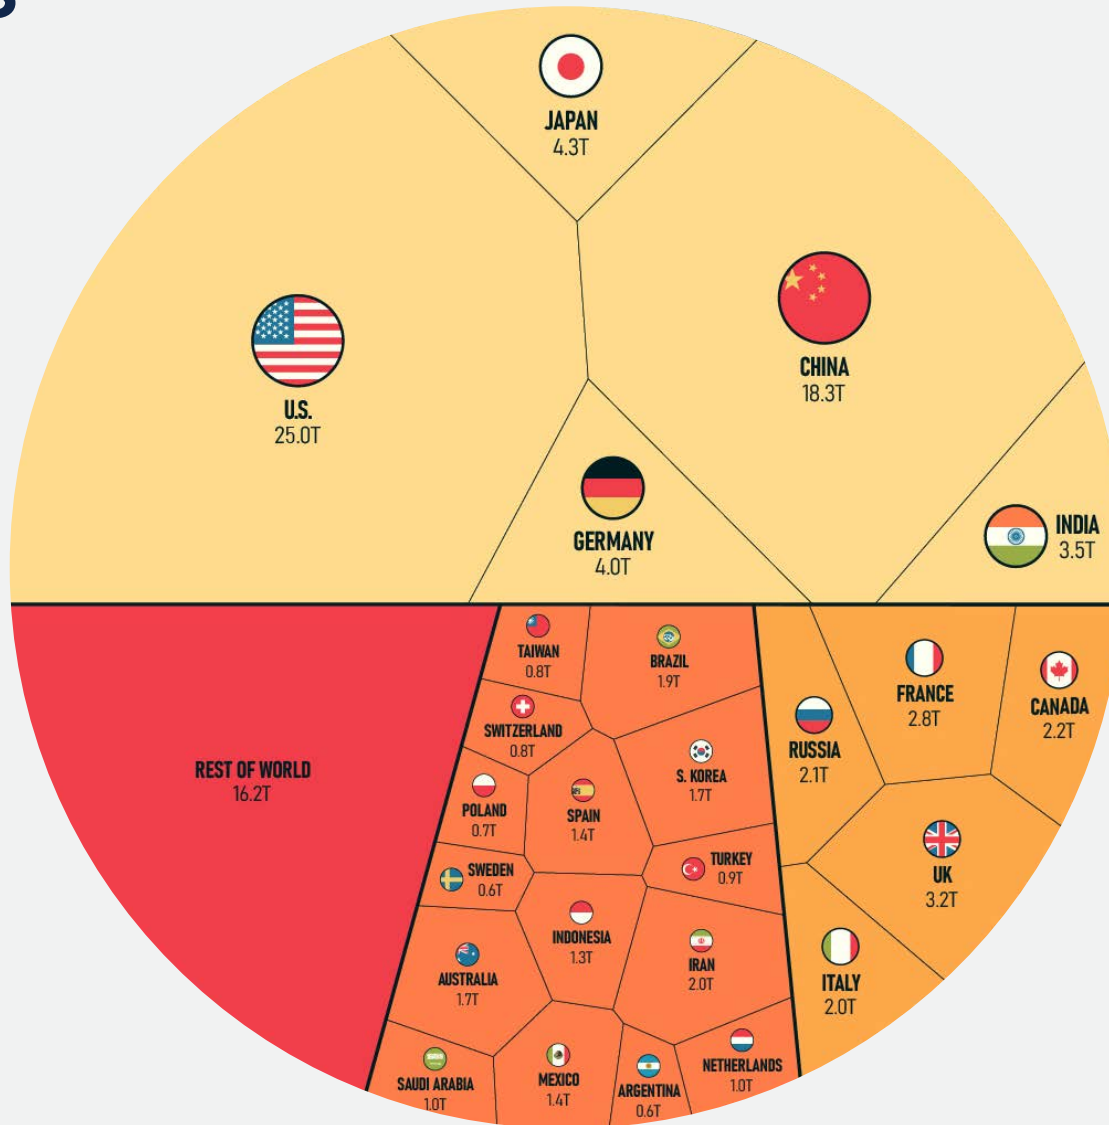 JAPAN
4.3T
CHINA
18.3T
U.S.
25.0T
GERMANY
4.0T
INDIA
3.5T
REST OF WORLD
16.2T
TAIWAN
0.8T
BRAZIL
1.9T
SWITZERLAND
0.8T
S. KOREA
1.7T
POLAND
0.7T
SPAIN
1.4T
SWEDEN
0.6T
TURKEY
0.9T
INDONESIA
1.3T
IRAN
2.0T
AUSTRALIA
1.7T
SAUDI ARABIA
1.0T
MEXICO
1.4T
ARGENTINA
0.6T
NETHERLANDS
1.0T
RUSSIA
2.1T
FRANCE
2.8T
CANADA
2.2T
UK
3.2T
ITALY
2.0T